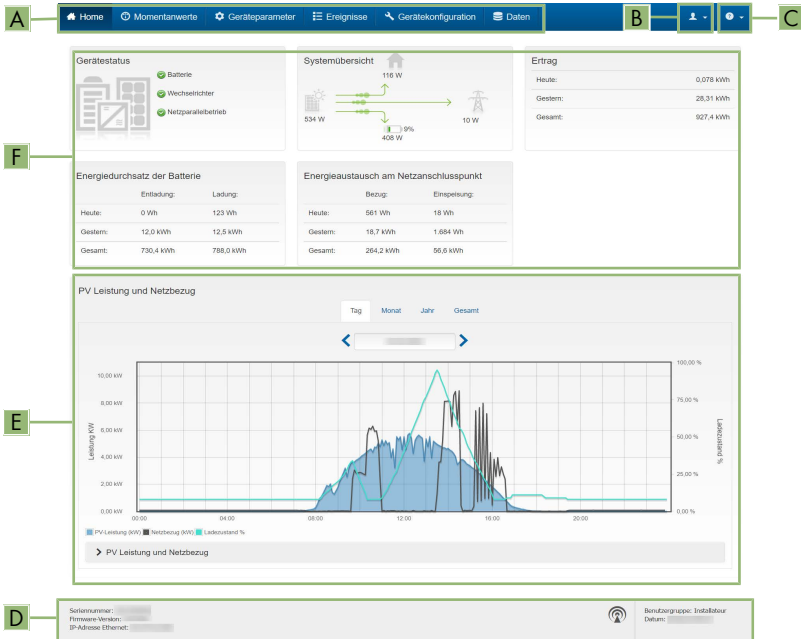 A
Home Momentanwerte Geräteparameter Ereignisse Gerätekonfiguration Daten
B
C
F
Gerätestatus
Batterie
Wechselrichter
Netzparallelbetrieb
Systemübersicht
116 W
534 W
10 W
9%
408 W
Ertrag
Heute: 0,078 kWh
Gestern: 28,31 kWh
Gesamt: 927,4 kWh
Energiedurchsatz der Batterie
Entladung: Ladung:
Heute: 0 Wh 123 Wh
Gestern: 12,0 kWh 12,5 kWh
Gesamt: 730,4 kWh 788,0 kWh
Energieaustausch am Netzanschlusspunkt
Bezug: Einspeisung:
Heute: 561 Wh 18 Wh
Gestern: 18,7 kWh 1.684 Wh
Gesamt: 264,2 kWh 56,6 kWh
E
PV Leistung und Netzbezug
Tag Monat Jahr Gesamt
Leistung KW
10,00 kW
8,00 kW
6,00 kW
4,00 kW
2,00 kW
0,00 kW
100,00 %
75,00 %
50,00 %
25,00 %
0,00 %
Ladezustand %
00:00 04:00 08:00 12:00 16:00 20:00
PV-Leistung (kW) Netzbezug (kW) Ladezustand %
PV Leistung und Netzbezug
D
Seriennummer:
Firmware-Version:
IP-Adresse Ethernet:
Benutzergruppe: Installateur
Datum: